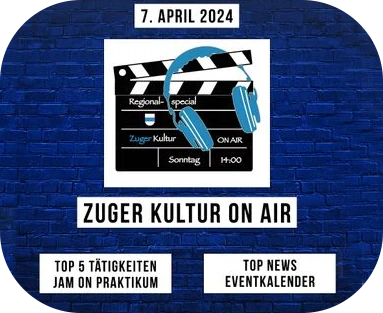 7. APRIL 2024
Regional- special
Zuger Kultur ON AIR
Sonntag 14:00
ZUGER KULTUR ON AIR
TOP 5 TÄTIGKEITEN
JAM ON PRAKTIKUM
TOP NEWS
EVENTKALENDER